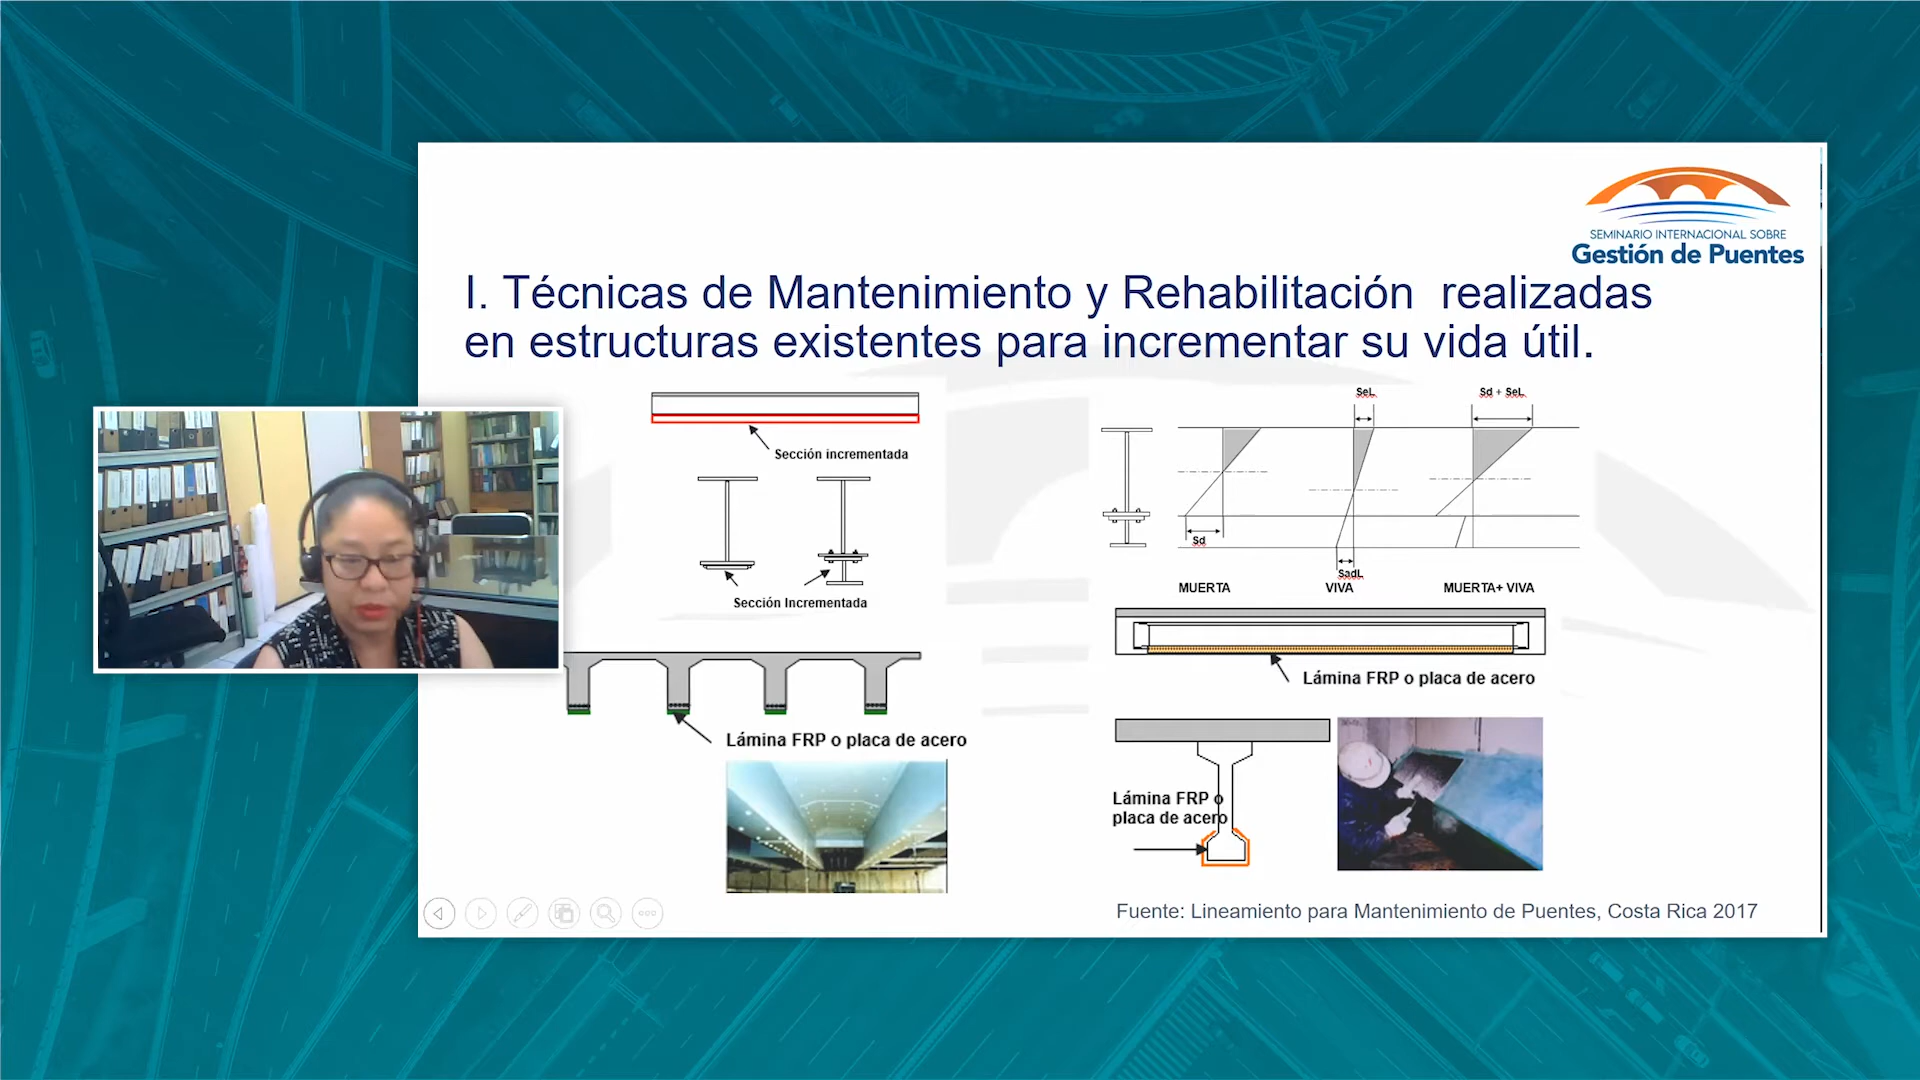 SEMINARIO INTERNACIONAL SOBRE
Gestión de Puentes
I. Técnicas de Mantenimiento y Rehabilitación realizadas
en estructuras existentes para incrementar su vida útil.
Sección incrementada
Sección Incrementada
Lámina FRP o placa de acero
SeL
Sd + SeL
Sd
SadL
MUERTA
VIVA
MUERTA+ VIVA
Lámina FRP o placa de acero
Lámina FRP o
placa de acero
Fuente: Lineamiento para Mantenimiento de Puentes, Costa Rica 2017